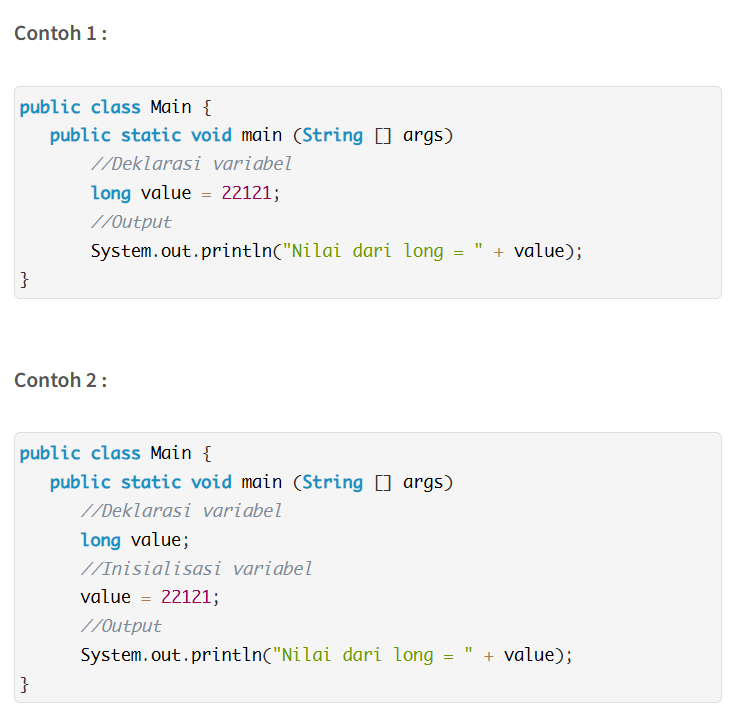 Contoh 1 :
public class Main {
   public static void main (String [] args)
       //Deklarasi variabel
       long value = 22121;
       //Output
       System.out.println("Nilai dari long = " + value);
}
Contoh 2 :
public class Main {
   public static void main (String [] args)
      //Deklarasi variabel
      long value;
      //Inisialisasi variabel
      value = 22121;
      //Output
      System.out.println("Nilai dari long = " + value);
}